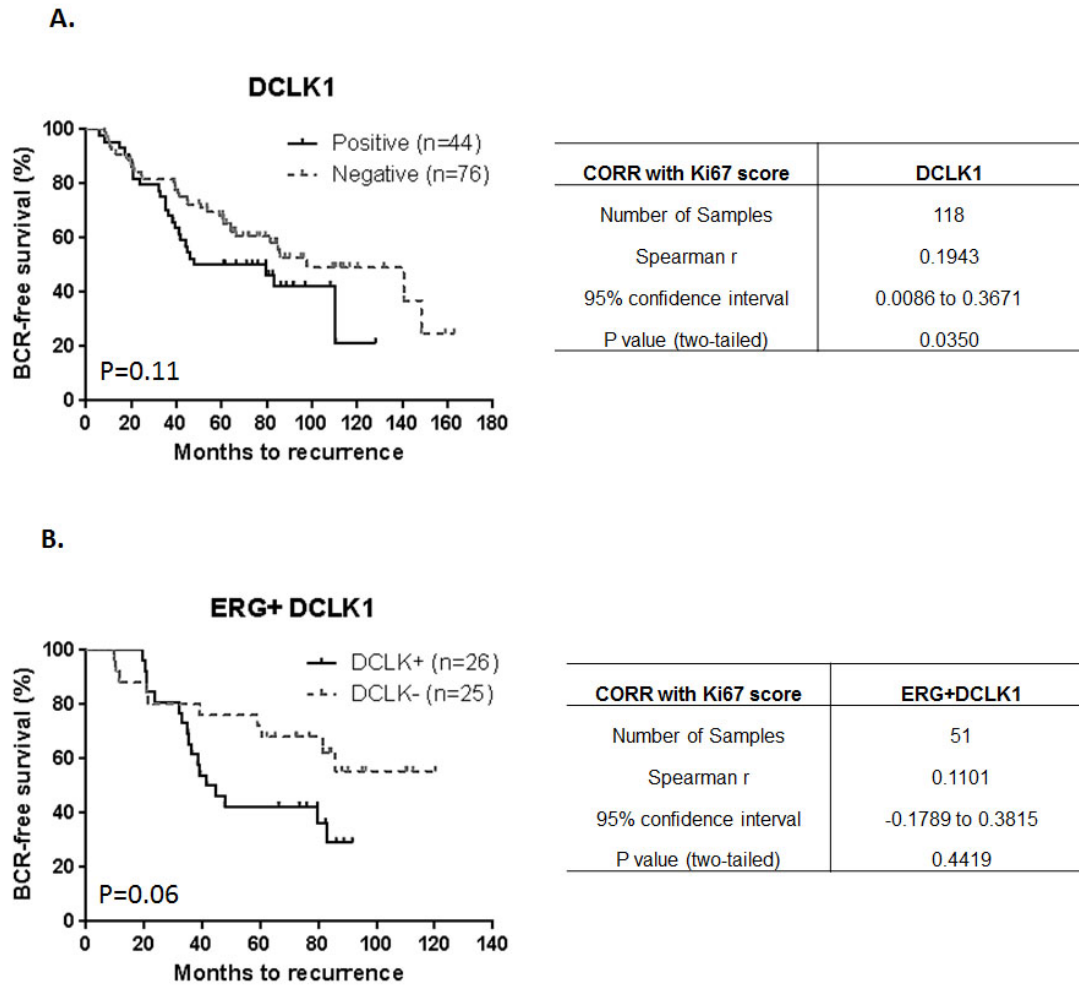 A.
DCLK1
Positive (n=44)
Negative (n=76)
BCR-free survival (%)
100
80
60
40
20
0
P=0.11
0 20 40 60 80 100 120 140 160 180
Months to recurrence
CORR with Ki67 score DCLK1
Number of Samples 118
Spearman r 0.1943
95% confidence interval 0.0086 to 0.3671
P value (two-tailed) 0.0350
B.
ERG+ DCLK1
DCLK+ (n=26)
DCLK- (n=25)
BCR-free survival (%)
100
80
60
40
20
0
P=0.06
0 20 40 60 80 100 120 140
Months to recurrence
CORR with Ki67 score ERG+DCLK1
Number of Samples 51
Spearman r 0.1101
95% confidence interval -0.1789 to 0.3815
P value (two-tailed) 0.4419